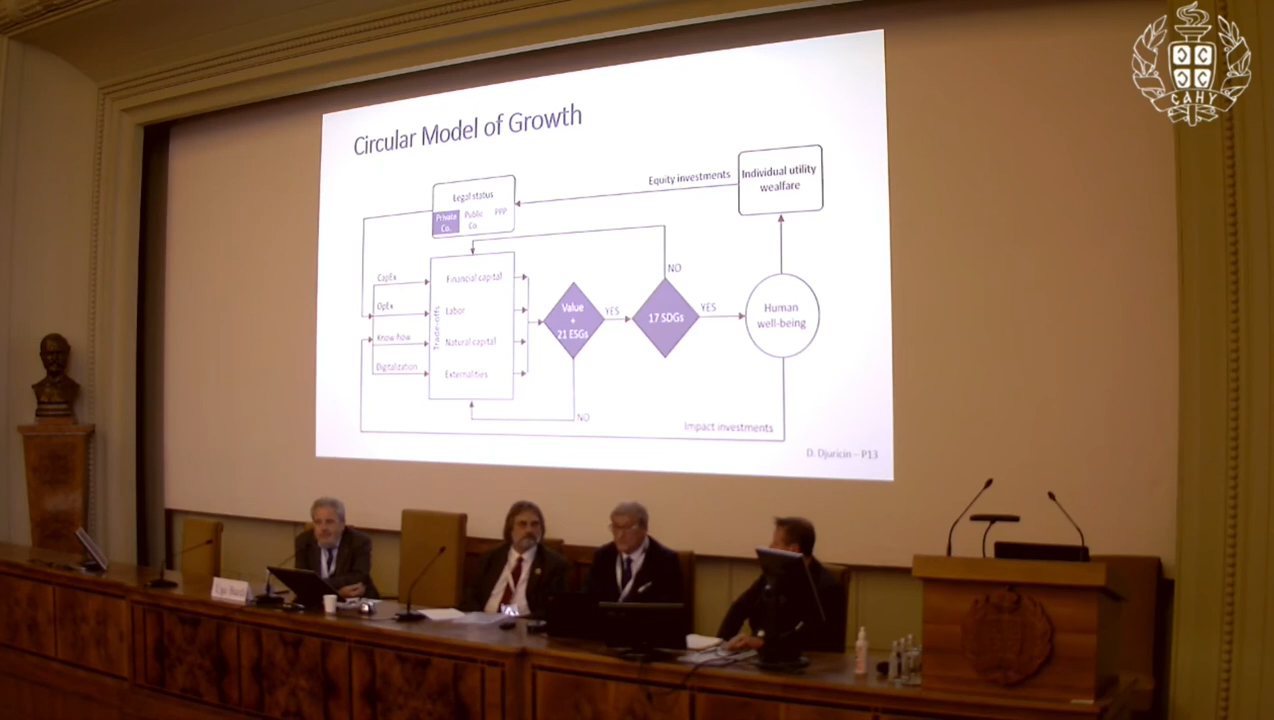 Circular Model of Growth
Individual utility
wealfare
Equity investments
Legal status
Private
Co.
Public
Co
PPP
NO
CapEx
Financial capital
OpEx
Labor
Trade-offs
Value
+
21 ESGs
YES
17 SDGs
YES
Human
well-being
Know how
Natural capital
Digitalization
Externalities
NO
Impact investments
D. Djuricin – P13
САНУ